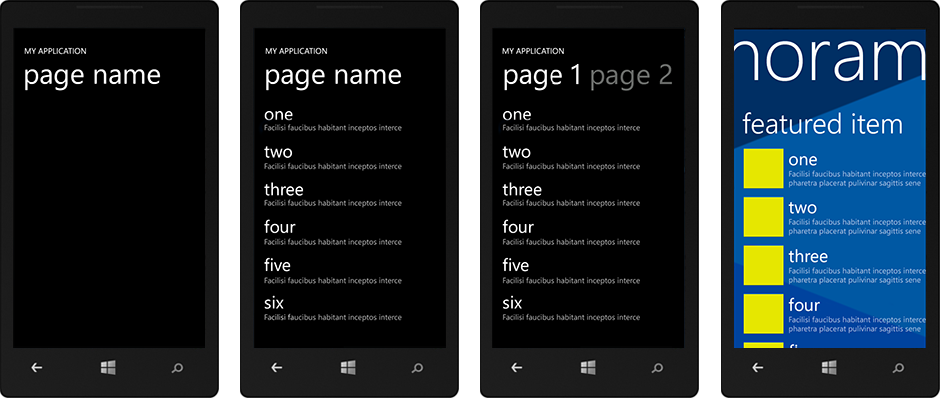 MY APPLICATION
page name
MY APPLICATION
page name
one
Facilisi faucibus habitant inceptos interce
two
Facilisi faucibus habitant inceptos interce
three
Facilisi faucibus habitant inceptos interce
four
Facilisi faucibus habitant inceptos interce
five
Facilisi faucibus habitant inceptos interce
six
Facilisi faucibus habitant inceptos interce
MY APPLICATION
page 1 page 2
one
Facilisi faucibus habitant inceptos interce
two
Facilisi faucibus habitant inceptos interce
three
Facilisi faucibus habitant inceptos interce
four
Facilisi faucibus habitant inceptos interce
five
Facilisi faucibus habitant inceptos interce
six
Facilisi faucibus habitant inceptos interce
noram
featured item
one
Facilisi faucibus habitant inceptos interce
pharetra placerat pulvinar sagittis sene
two
Facilisi faucibus habitant inceptos interce
pharetra placerat pulvinar sagittis sene
three
Facilisi faucibus habitant inceptos interce
pharetra placerat pulvinar sagittis sene
four
Facilisi faucibus habitant inceptos interce
pharetra placerat pulvinar sagittis sene